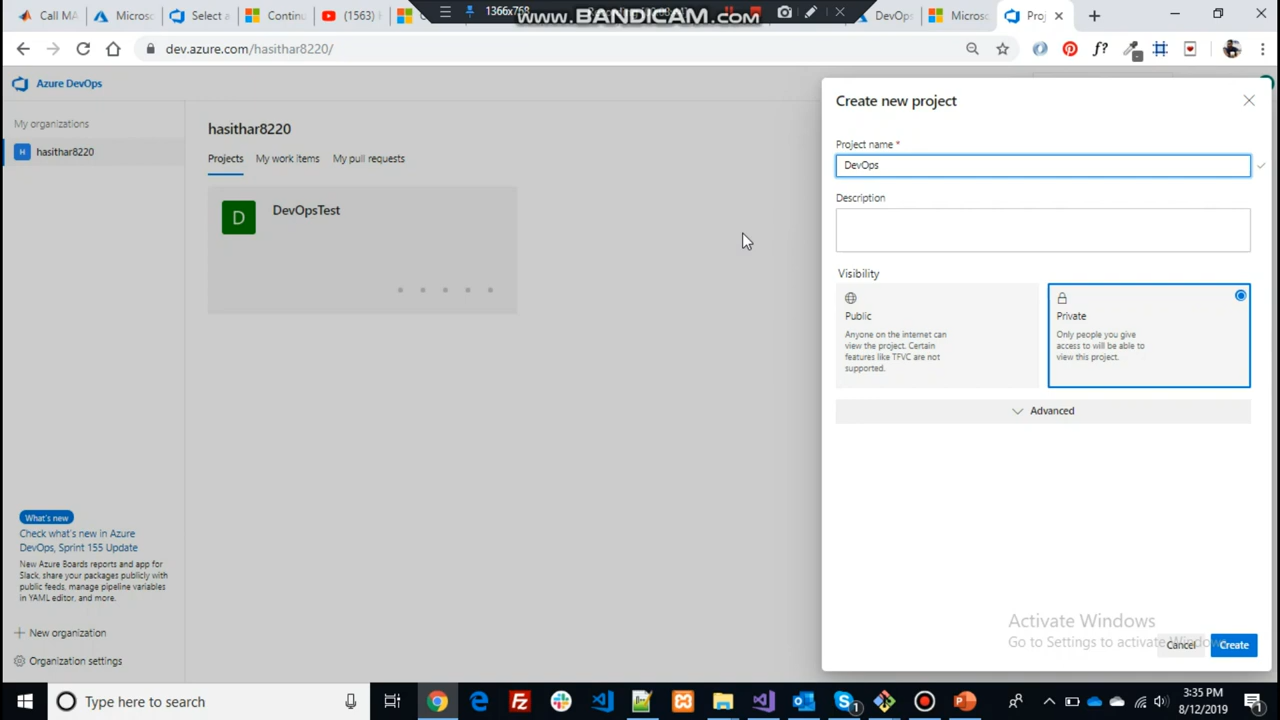 Call MA
Microso
Select a
Contin
(1563)
1366x768
www.BANDICAM.com
DevOps
Microso
Proj
dev.azure.com/hasithar8220/
f?
Azure DevOps
My organizations
H hasithar8220
hasithar8220
Projects My work items My pull requests
D DevOpsTest
What's new
Check what's new in Azure
DevOps, Sprint 155 Update
New Azure Boards reports and app for
Slack, share your packages publicly with
public feeds, manage pipeline variables
in YAML editor, and more.
New organization
Organization settings
Create new project
Project name *
DevOps
Description
Visibility
Public
Anyone on the internet can
view the project. Certain
features like TFVC are not
supported.
Private
Only people you give
access to will be able to
view this project.
Advanced
Activate Windows
Go to Settings to activate Windows.
Cancel Create
Type here to search
3:35 PM
8/12/2019
1
1